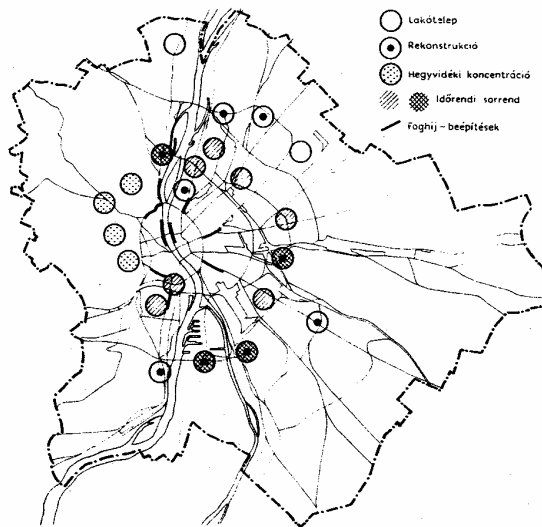 Lakótelep
Rekonstrukció
Hegyvidéki koncentráció
Időrendi sorrend
Foghíj - beépítések